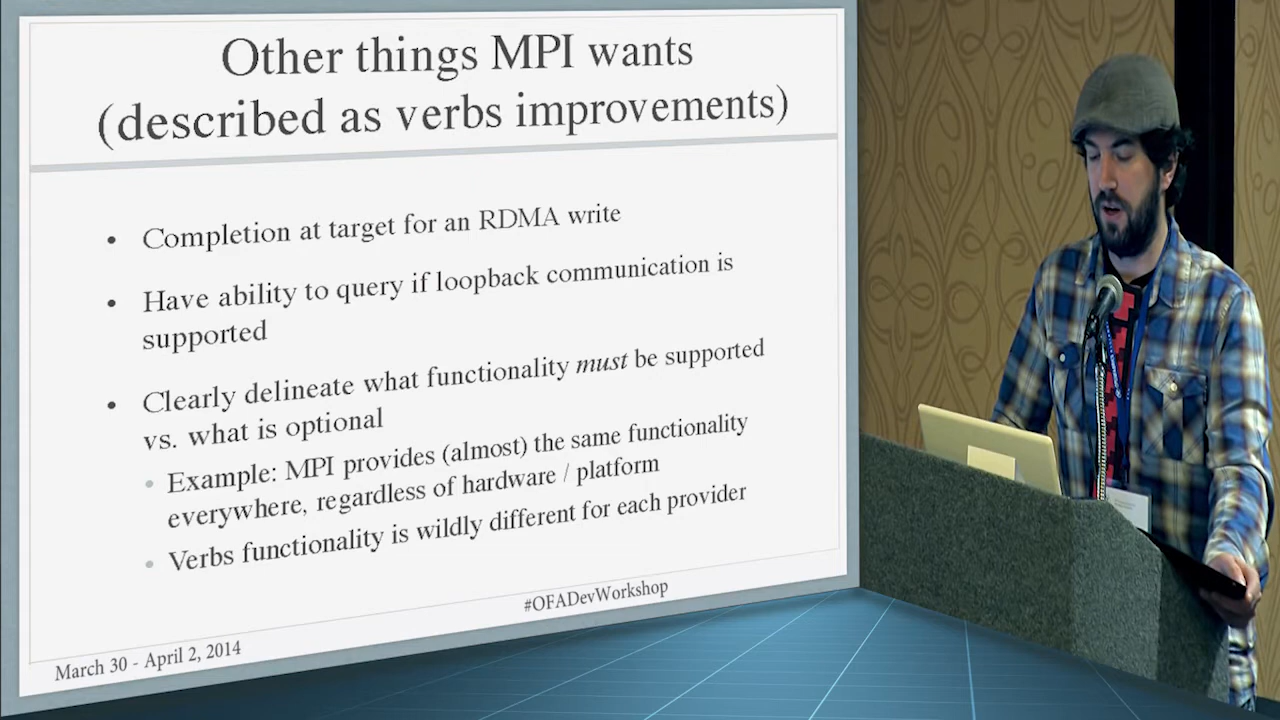 Other things MPI wants
(described as verbs improvements)
• Completion at target for an RDMA write
• Have ability to query if loopback communication is
supported
• Clearly delineate what functionality must be supported
vs. what is optional
• Example: MPI provides (almost) the same functionality
everywhere, regardless of hardware / platform
• Verbs functionality is wildly different for each provider
#OFADevWorkshop
March 30 - April 2, 2014